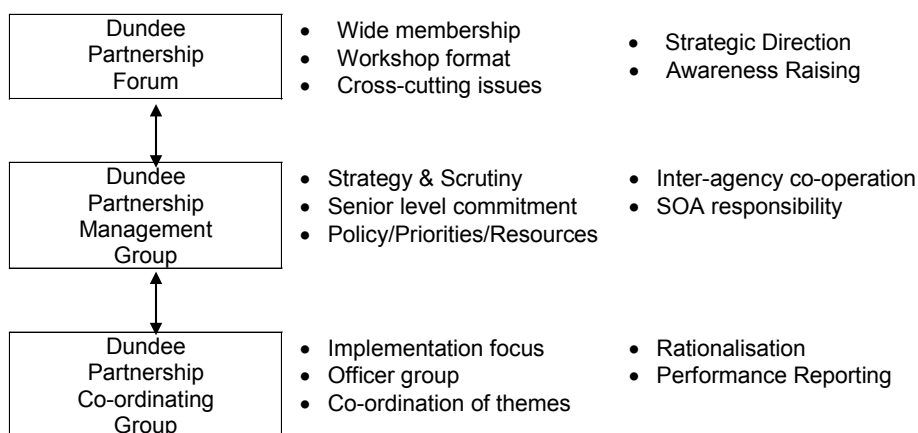 Dundee
Partnership
Forum
• Wide membership
• Workshop format
• Cross-cutting issues
• Strategic Direction
• Awareness Raising
Dundee
Partnership
Management
Group
• Strategy & Scrutiny
• Senior level commitment
• Policy/Priorities/Resources
• Inter-agency co-operation
• SOA responsibility
Dundee
Partnership
Co-ordinating
Group
• Implementation focus
• Officer group
• Co-ordination of themes
• Rationalisation
• Performance Reporting